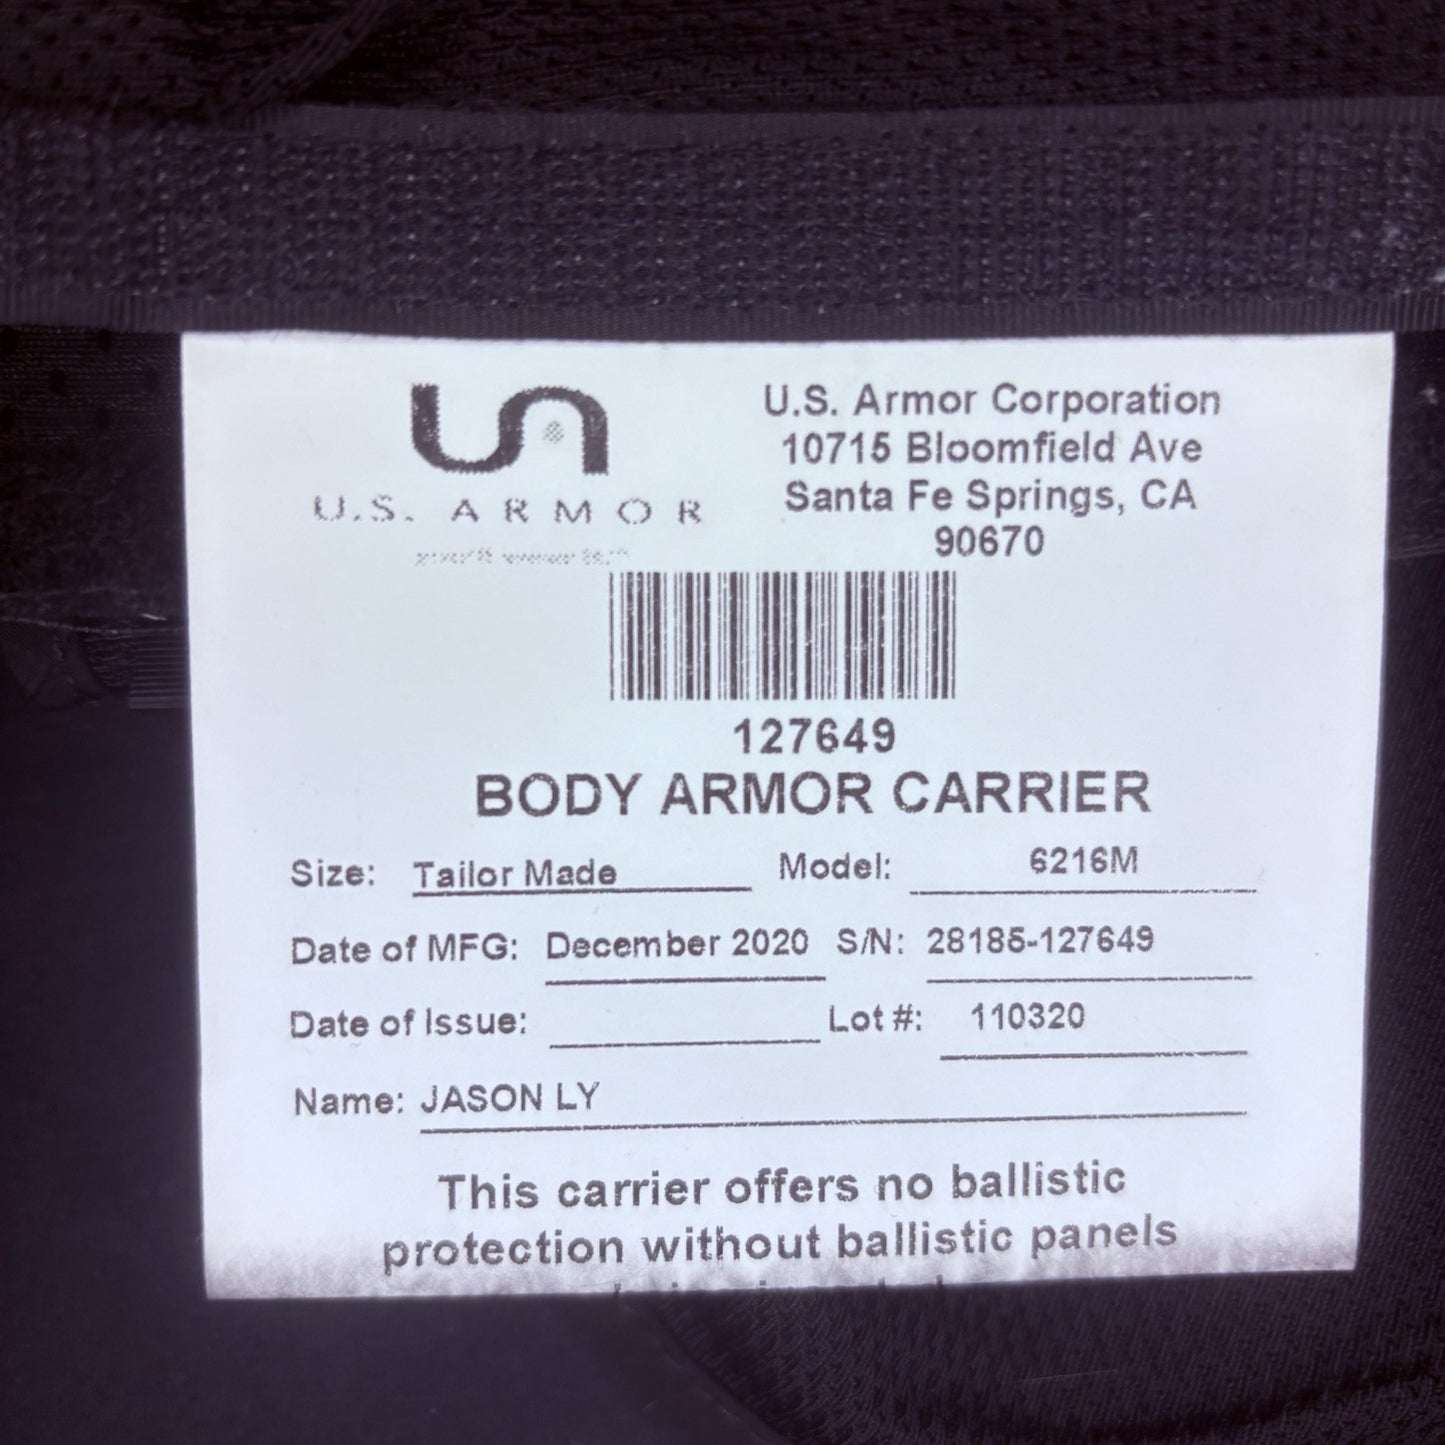 U.S. Armor Corporation
10715 Bloomfield Ave
Santa Fe Springs, CA
90670
U.S. ARMOR
127649
BODY ARMOR CARRIER
Size: Tailor Made Model: 6216M
Date of MFG: December 2020 S/N: 28185-127649
Date of Issue: Lot #: 110320
Name: JASON LY
This carrier offers no ballistic
protection without ballistic panels